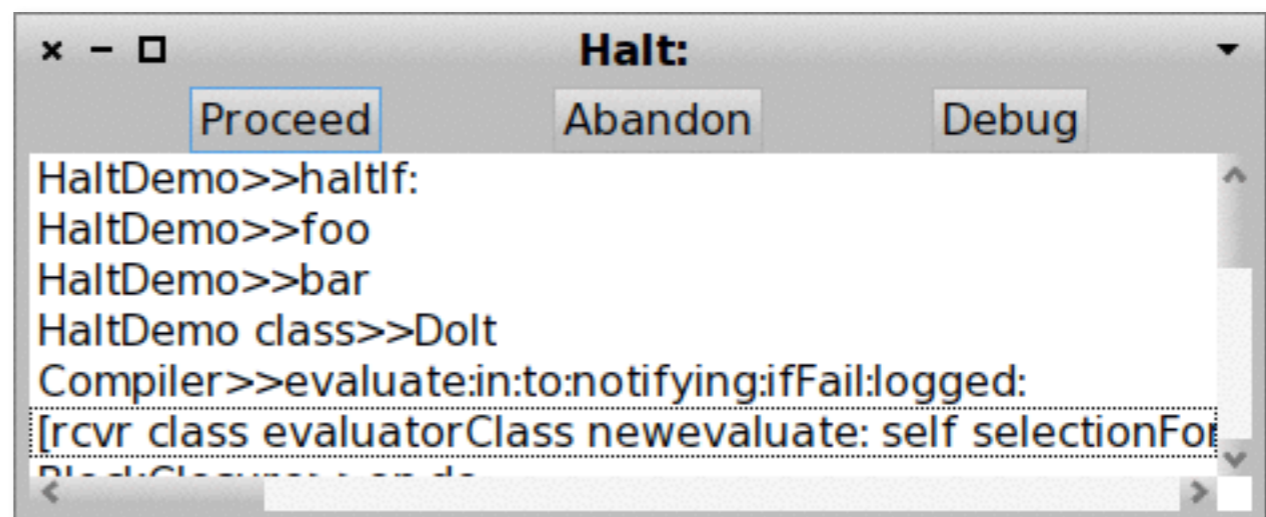 Halt:
Proceed Abandon Debug
HaltDemo>>haltIf:
HaltDemo>>foo
HaltDemo>>bar
HaltDemo class>>DoIt
Compiler>>evaluate:in:to:notifying:ifFail:logged:
[rcvr class evaluatorClass newevaluate: self selectionFor